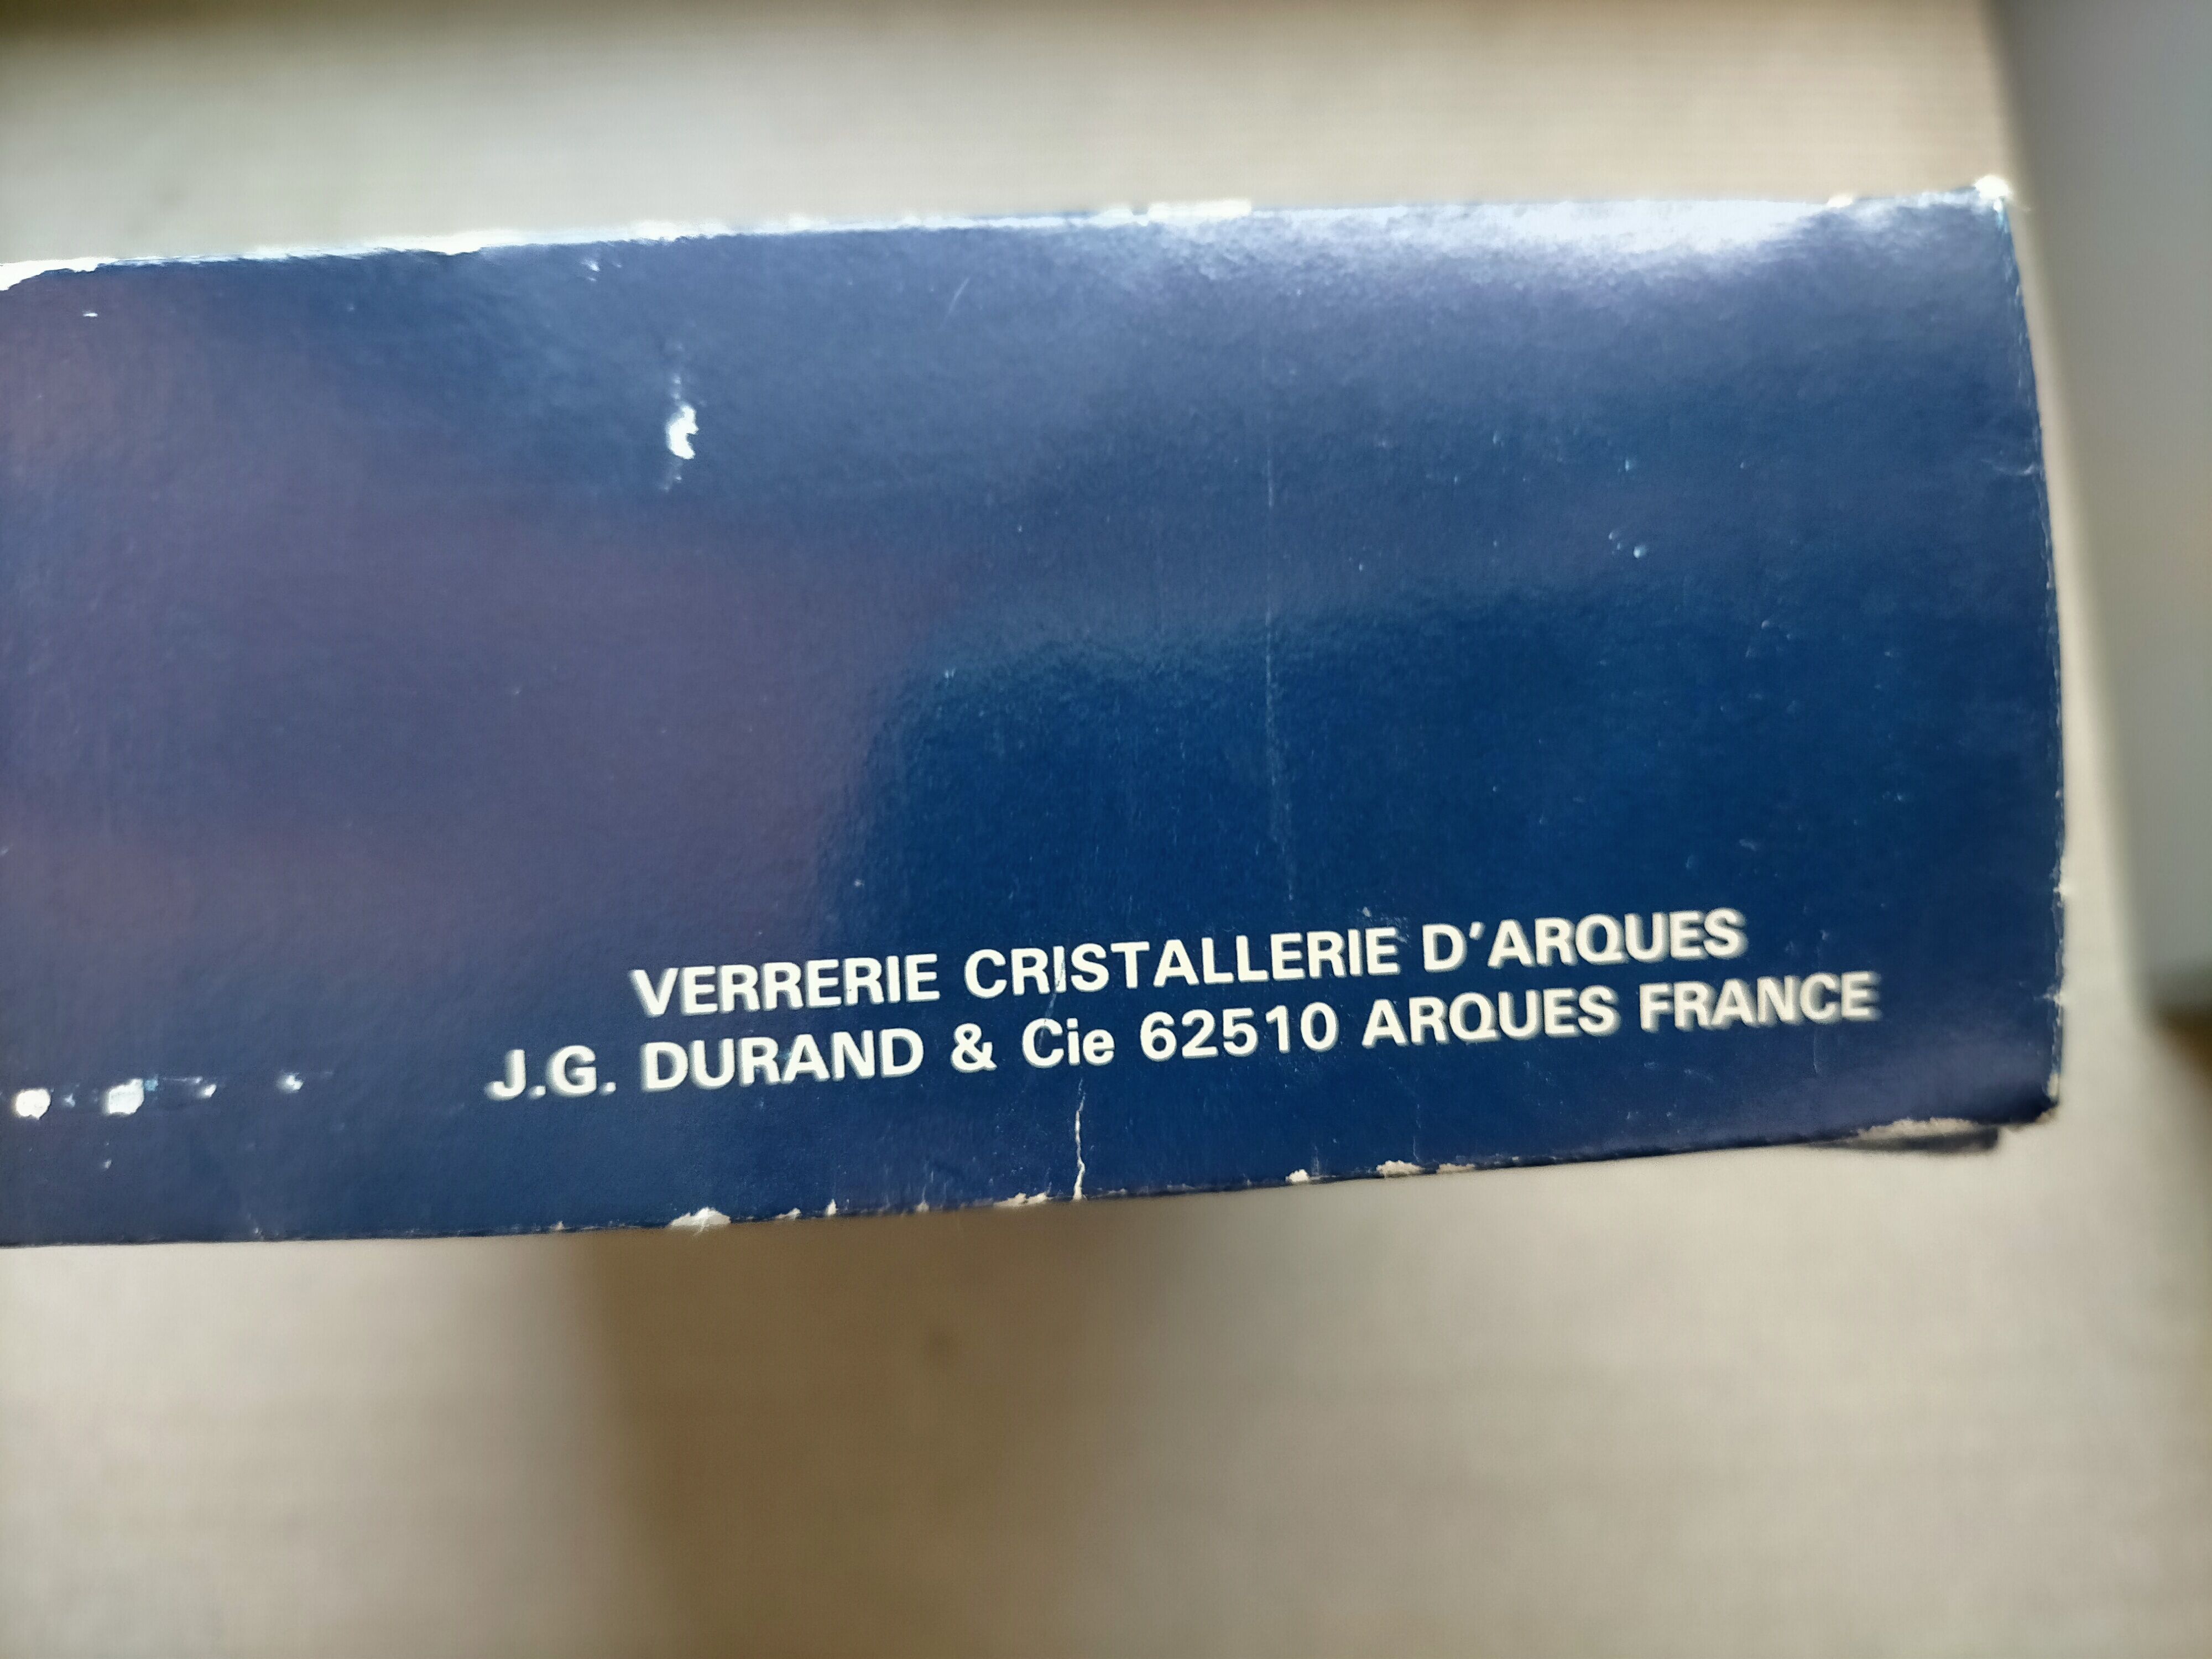 VERRERIE CRISTALLERIE D'ARQUES
J.G. DURAND & Cie 62510 ARQUES FRANCE